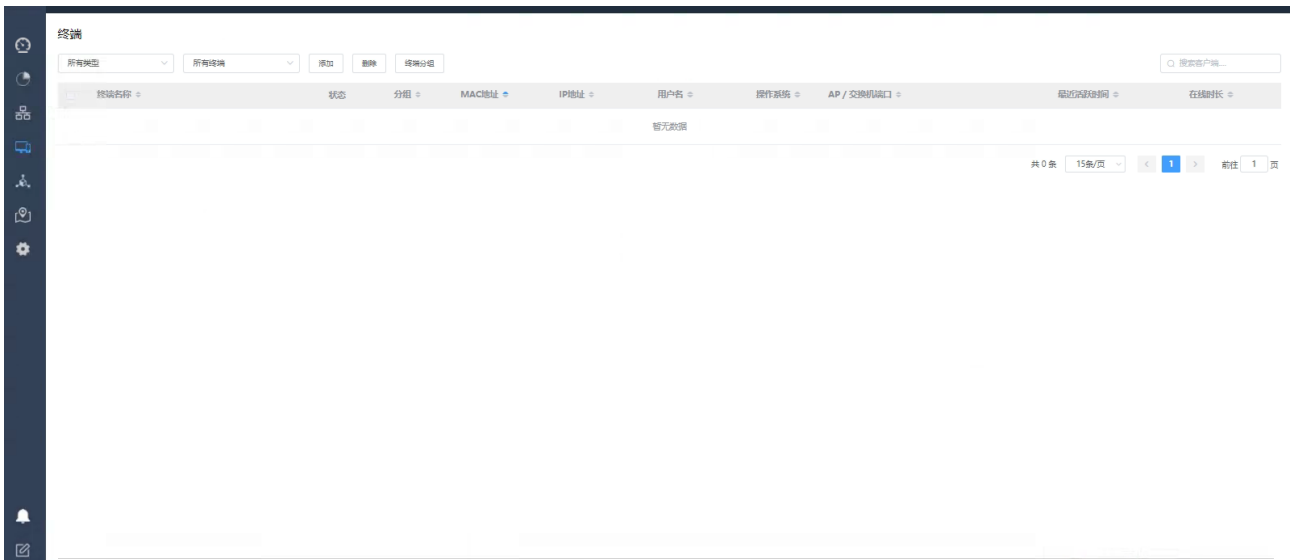 终端
所有类型 所有终端 添加 删除 终端分组 搜索客户端...
终端名称 状态 分组 MAC地址 IP地址 用户名 操作系统 AP / 交换机端口 最近活跃时间 在线时长
暂无数据
共 0 条 15条/页 < 1 > 前往 1 页